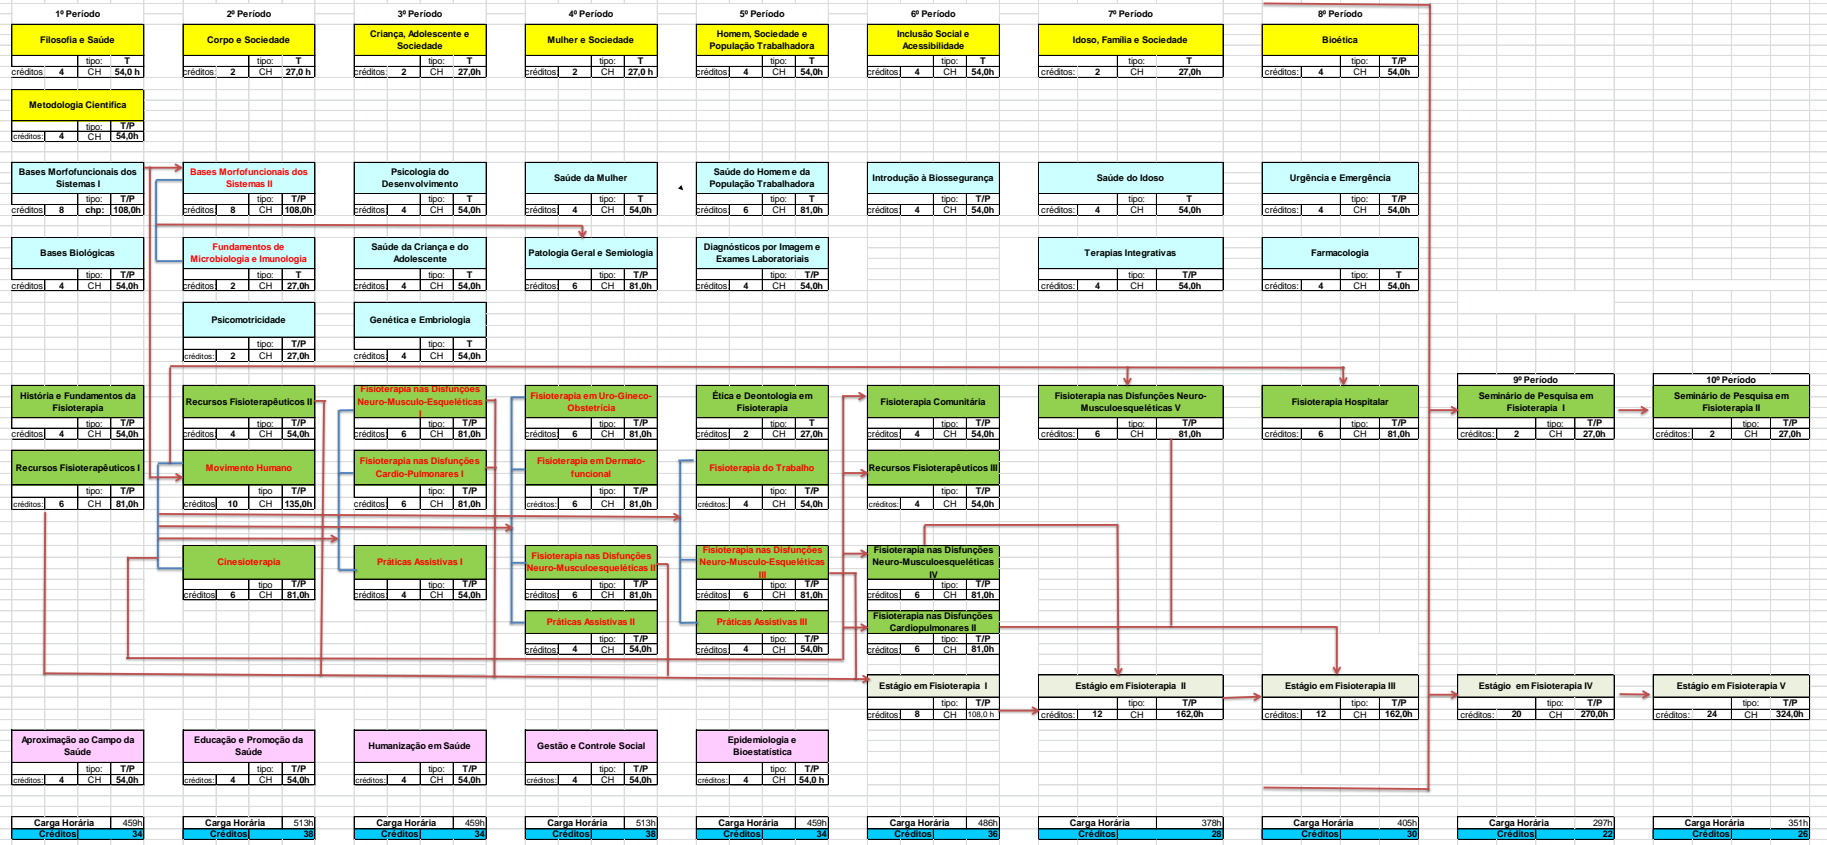 1º Período 2º Período 3º Período 4º Período 5º Período 6º Período 7º Período 8º Período
Filosofia e Saúde
tipo: T
créditos 4 CH 54,0 h
Corpo e Sociedade
tipo: T
créditos 2 CH 27,0 h
Criança, Adolescente e
Sociedade
tipo: T
créditos 2 CH 27,0h
Mulher e Sociedade
tipo: T
créditos 2 CH 27,0 h
Homem, Sociedade e
População Trabalhadora
tipo: T
créditos 4 CH 54,0h
Inclusão Social e
Acessibilidade
tipo: T
créditos: 4 CH 54,0h
Idoso, Família e Sociedade
tipo: T
créditos: 2 CH 27,0h
Bioética
tipo: T/P
créditos: 4 CH 54,0h
Metodologia Cientifica
tipo: T/P
créditos: 4 CH 54,0h
Bases Morfofuncionais dos
Sistemas I
tipo: T/P
créditos: 8 chp: 108,0h
Bases Morfofuncionais dos
Sistemas II
tipo: T/P
créditos: 8 CH 108,0h
Psicologia do
Desenvolvimento
tipo: T
créditos: 4 CH 54,0h
Saúde da Mulher
tipo: T
créditos: 4 CH 54,0h
Saúde do Homem e da
População Trabalhadora
tipo: T
créditos: 6 CH 81,0h
Introdução à Biossegurança
tipo: T/P
créditos: 4 CH 54,0h
Saúde do Idoso
tipo: T
créditos: 4 CH 54,0h
Urgência e Emergência
tipo: T/P
créditos: 4 CH 54,0h
Bases Biológicas
tipo: T/P
créditos: 4 CH 54,0h
Fundamentos de
Microbiologia e Imunologia
tipo: T
créditos: 2 CH 27,0h
Saúde da Criança e do
Adolescente
tipo: T
créditos: 4 CH 54,0h
Patologia Geral e Semiologia
tipo: T/P
créditos: 6 CH 81,0h
Diagnósticos por Imagem e
Exames Laboratoriais
tipo: T/P
créditos: 4 CH 54,0h
Terapias Integrativas
tipo: T/P
créditos: 4 CH 54,0h
Farmacologia
tipo: T
créditos: 4 CH 54,0h
Psicomotricidade
tipo: T/P
créditos: 2 CH 27,0h
Genética e Embriologia
tipo: T
créditos: 4 CH 54,0h
História e Fundamentos da
Fisioterapia
tipo: T/P
créditos: 4 CH 54,0h
Recursos Fisioterapêuticos II
tipo: T/P
créditos: 4 CH 54,0h
Fisioterapia nas Disfunções
Neuro-Musculo-Esqueléticas
I
tipo: T/P
créditos: 6 CH 81,0h
Fisioterapia em Uro-Gineco-
Obstetrícia
tipo: T/P
créditos: 6 CH 81,0h
Ética e Deontologia em
Fisioterapia
tipo: T
créditos: 2 CH 27,0h
Fisioterapia Comunitária
tipo: T/P
créditos: 4 CH 54,0h
Fisioterapia nas Disfunções Neuro-
Musculoesqueléticas V
tipo: T/P
créditos: 6 CH 81,0h
Fisioterapia Hospitalar
tipo: T/P
créditos: 6 CH 81,0h
9º Período
Seminário de Pesquisa em
Fisioterapia I
tipo: T/P
créditos: 2 CH 27,0h
10º Período
Seminário de Pesquisa em
Fisioterapia II
tipo: T/P
créditos: 2 CH 27,0h
Recursos Fisioterapêuticos I
tipo: T/P
créditos: 6 CH 81,0h
Movimento Humano
tipo T/P
créditos 10 CH 135,0h
Fisioterapia nas Disfunções
Cardio-Pulmonares I
tipo: T/P
créditos: 6 CH 81,0h
Fisioterapia em Dermato-
funcional
tipo: T/P
créditos: 6 CH 81,0h
Fisioterapia do Trabalho
tipo: T/P
créditos: 4 CH 54,0h
Recursos Fisioterapêuticos III
tipo: T/P
créditos: 4 CH 54,0h
Cinesioterapia
tipo T/P
créditos 6 CH 81,0h
Práticas Assistivas I
tipo: T/P
créditos: 4 CH 54,0h
Fisioterapia nas Disfunções
Neuro-Musculoesqueléticas II
tipo: T/P
créditos: 6 CH 81,0h
Fisioterapia nas Disfunções
Neuro-Musculo-Esqueléticas
III
tipo: T/P
créditos: 6 CH 81,0h
Fisioterapia nas Disfunções
Neuro-Musculoesqueléticas
IV
tipo: T/P
créditos: 6 CH 81,0h
Práticas Assistivas II
tipo: T/P
créditos: 4 CH 54,0h
Práticas Assistivas III
tipo: T/P
créditos: 4 CH 54,0h
Fisioterapia nas Disfunções
Cardiopulmonares II
tipo: T/P
créditos: 6 CH 81,0h
Estágio em Fisioterapia I
tipo: T/P
créditos: 8 CH 108,0 h
Estágio em Fisioterapia II
tipo: T/P
créditos: 12 CH 162,0h
Estágio em Fisioterapia III
tipo: T/P
créditos: 12 CH 162,0h
Estágio em Fisioterapia IV
tipo: T/P
créditos: 20 CH 270,0h
Estágio em Fisioterapia V
tipo: T/P
créditos: 24 CH 324,0h
Aproximação ao Campo da
Saúde
tipo: T/P
créditos: 4 CH 54,0h
Educação e Promoção da
Saúde
tipo: T/P
créditos: 4 CH 54,0h
Humanização em Saúde
tipo: T/P
créditos: 4 CH 54,0h
Gestão e Controle Social
tipo: T/P
créditos: 4 CH 54,0h
Epidemiologia e
Bioestatística
tipo: T/P
créditos: 4 CH 54,0 h
Carga Horária 459h Carga Horária 513h Carga Horária 459h Carga Horária 513h Carga Horária 459h Carga Horária 486h Carga Horária 378h Carga Horária 405h Carga Horária 297h Carga Horária 351h
Créditos 34 Créditos 38 Créditos 34 Créditos 38 Créditos 34 Créditos 36 Créditos 28 Créditos 30 Créditos 22 Créditos 26